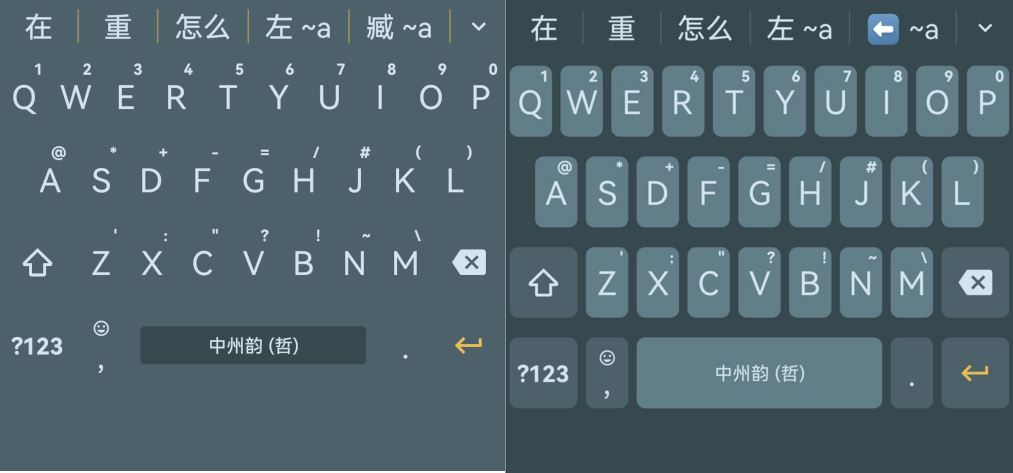 在 重 怎么 左 ~a 臧 ~a
1 2 3 4 5 6 7 8 9 0
Q W E R T Y U I O P
@ * + - = / # ( )
A S D F G H J K L
' : " ? ! ~ \
Z X C V B N M
?123 , 中州韵 (哲) .
在 重 怎么 左 ~a ⬅️ ~a
1 2 3 4 5 6 7 8 9 0
Q W E R T Y U I O P
@ * + - = / # ( )
A S D F G H J K L
' : " ? ! ~ \
Z X C V B N M
?123 , 中州韵 (哲) .